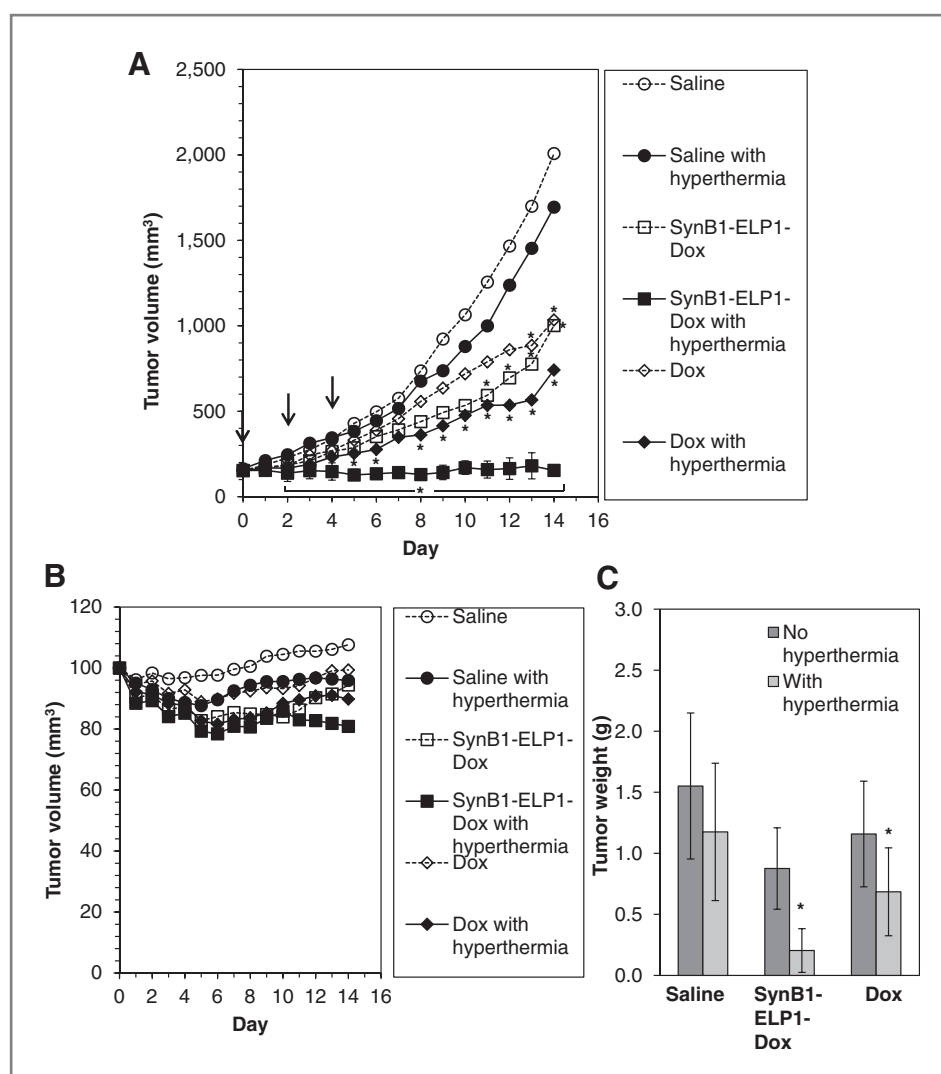 A
2,500
2,000
1,500
1,000
500
0
Tumor volume (mm³)
0 2 4 6 8 10 12 14 16
Day
* * * * * * * * * * * * * * *
*
Saline
Saline with
hyperthermia
SynB1-ELP1-
Dox
SynB1-ELP1-
Dox with
hyperthermia
Dox
Dox with
hyperthermia
B
120
100
80
60
40
20
0
Tumor volume (mm³)
0 2 4 6 8 10 12 14 16
Day
Saline
Saline with
hyperthermia
SynB1-ELP1-
Dox
SynB1-ELP1-
Dox with
hyperthermia
Dox
Dox with
hyperthermia
C
3.0
2.5
2.0
1.5
1.0
0.5
0.0
Tumor weight (g)
No
hyperthermia
With
hyperthermia
*
*
Saline
SynB1-
ELP1-
Dox
Dox